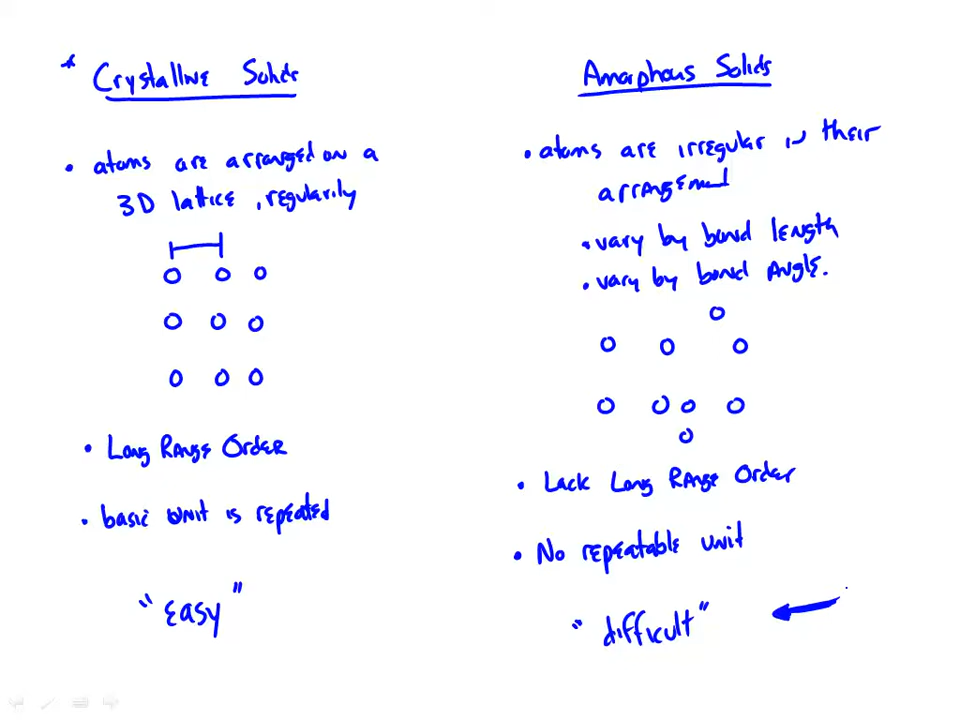 * Crystalline Solids
• atoms are arranged on a
3D lattice, regularily
• Long Range Order
• basic unit is repeated
"easy"
Amorphous Solids
• atoms are irregular in their
arrangement
• vary by bond length
• vary by bond Angle.
• Lack Long Range Order
• No repeatable unit
"difficult"